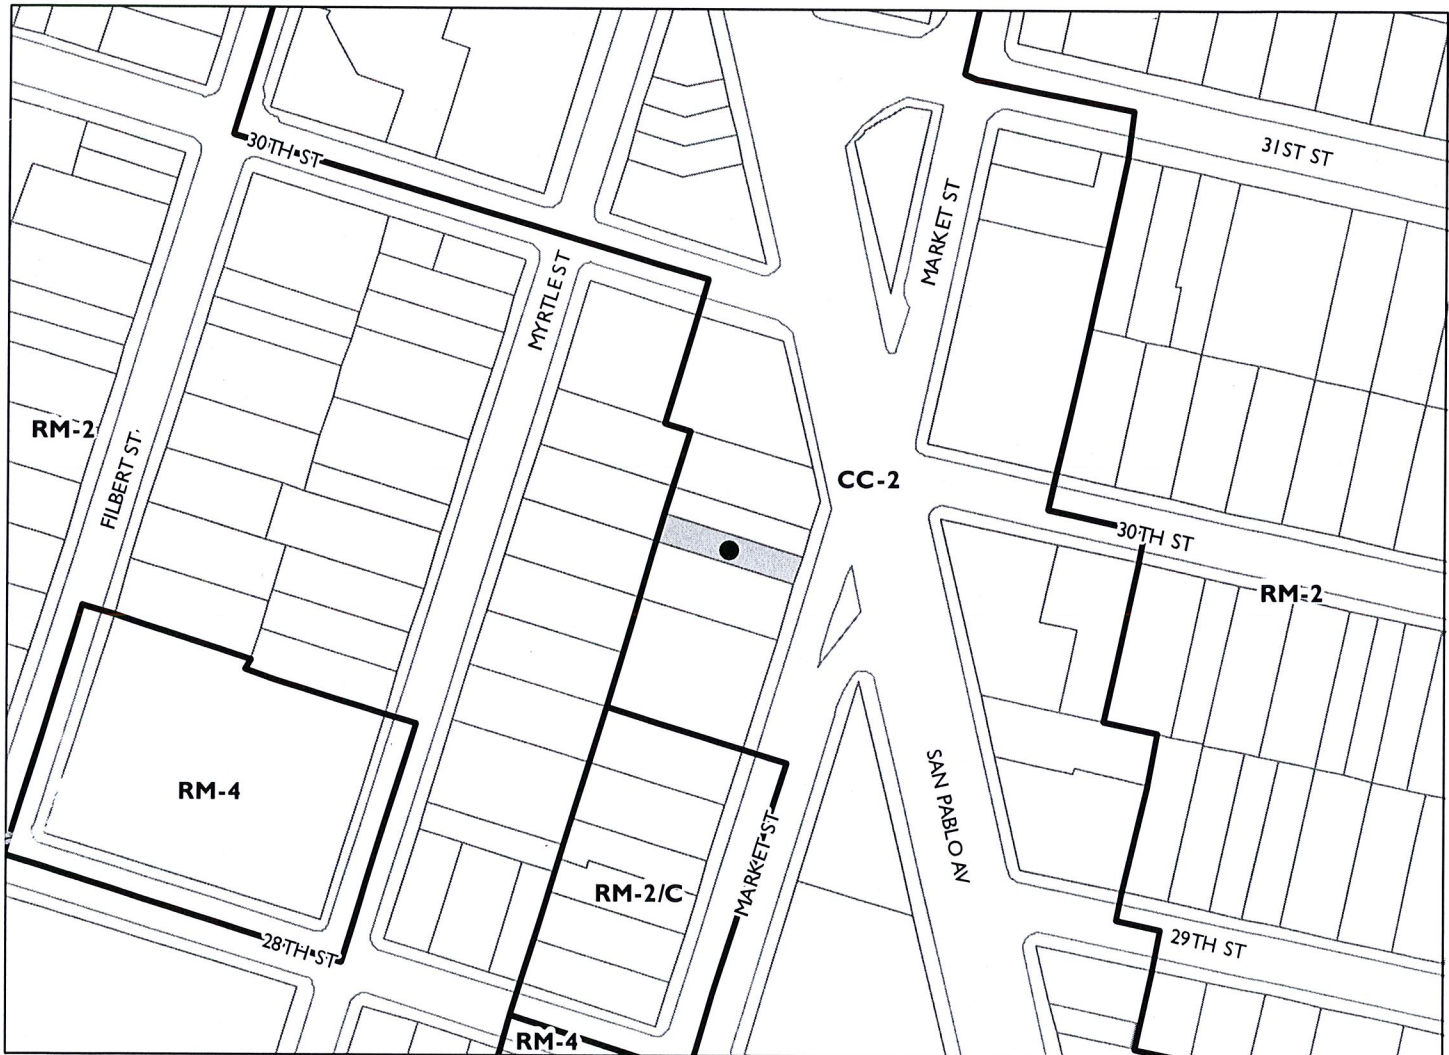 30TH ST
31ST ST
MARKET ST
MYRTLE ST
RM-2
FILBERT ST
CC-2
30TH ST
RM-2
RM-4
SAN PABLO AV
MARKET ST
RM-2/C
28TH ST
29TH ST
RM-4